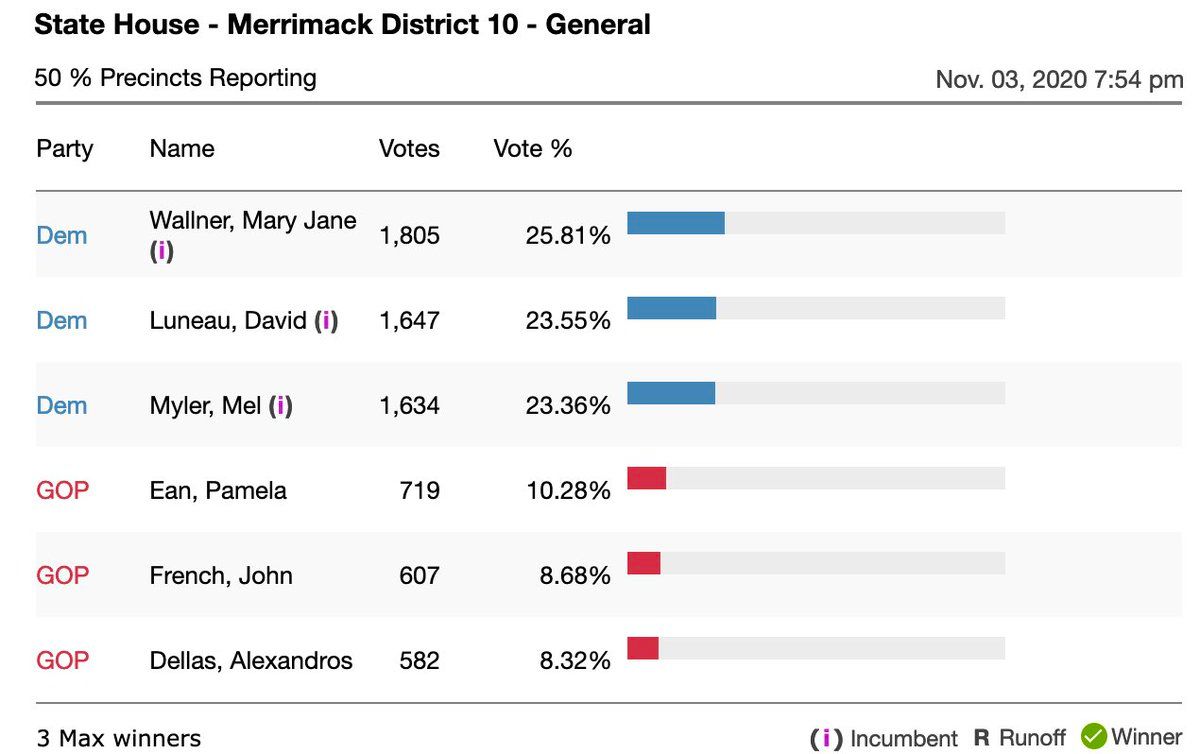 State House - Merrimack District 10 - General
50 % Precincts Reporting Nov. 03, 2020 7:54 pm
Party Name Votes Vote %
Dem Wallner, Mary Jane (i) 1,805 25.81%
Dem Luneau, David (i) 1,647 23.55%
Dem Myler, Mel (i) 1,634 23.36%
GOP Ean, Pamela 719 10.28%
GOP French, John 607 8.68%
GOP Dellas, Alexandros 582 8.32%
3 Max winners (i) Incumbent R Runoff Winner